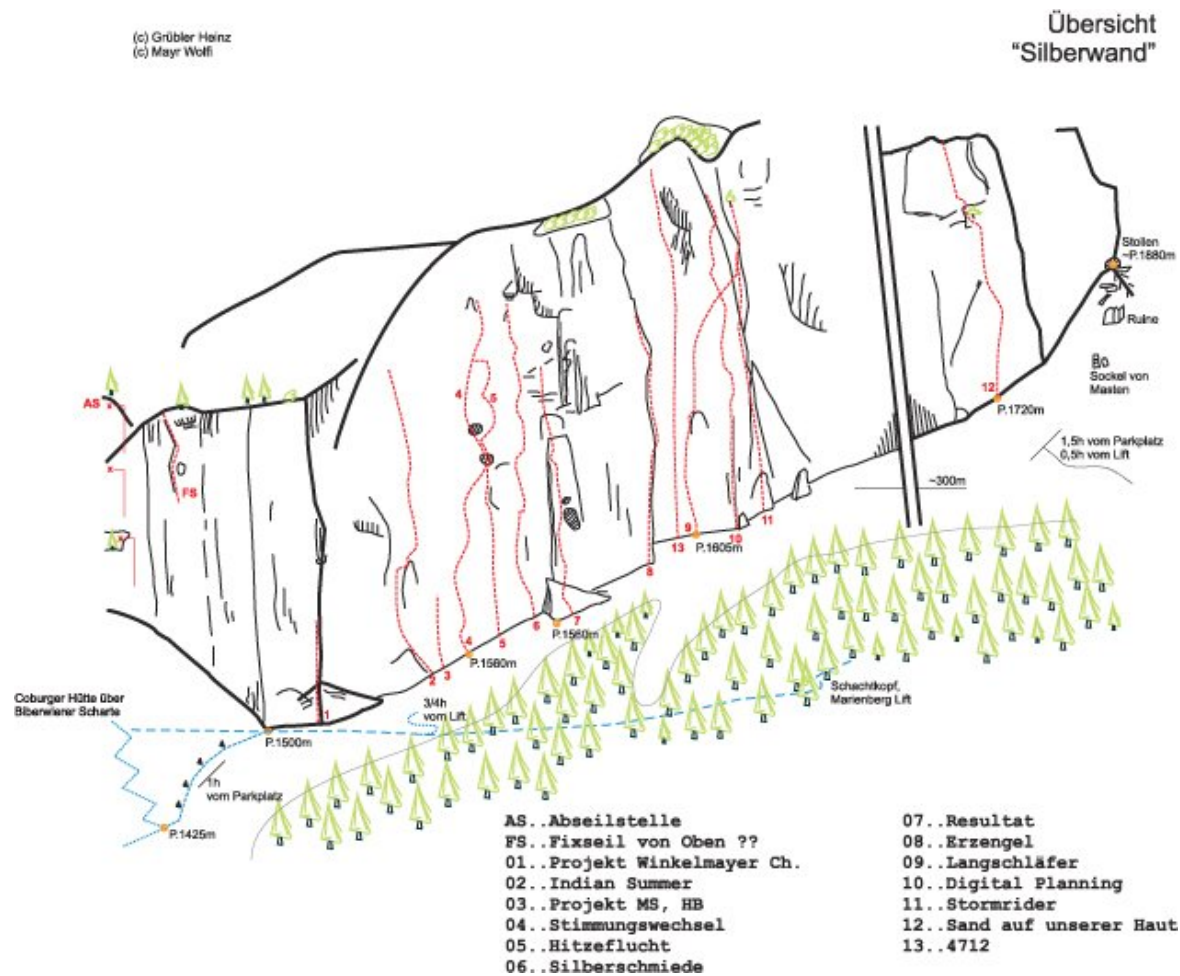 (c) Grübler Heinz
(c) Mayr Wolfi
Übersicht
"Silberwand"
Stollen
~P.1880m
Ruine
Sockel von
Masten
AS
FS
4
5
12
P.1720m
1,5h vom Parkplatz
0,5h vom Lift
~300m
11
9
13
P.1605m
10
8
7
6
P.1580m
5
4
P.1560m
3
2
1
Schachtkopf,
Marienberg Lift
3/4h
vom Lift
Coburger Hütte über
Biberwierer Scharte
P.1500m
1h
vom Parkplatz
P.1425m
AS..Abseilstelle
FS..Fixseil von Oben ??
01..Projekt Winkelmayer Ch.
02..Indian Summer
03..Projekt MS, HB
04..Stimmungswechsel
05..Hitzeflucht
06..Silberschmiede
07..Resultat
08..Erzengel
09..Langschläfer
10..Digital Planning
11..Stormrider
12..Sand auf unserer Haut
13..4712